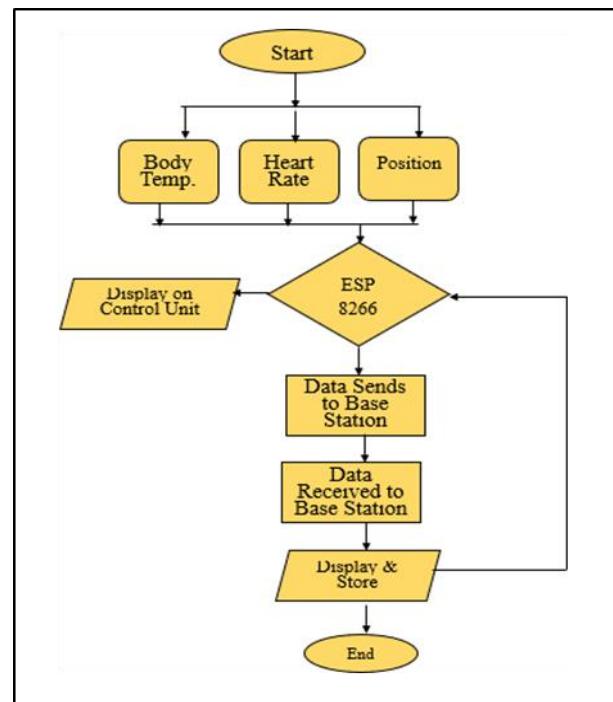 Start
Body
Temp.
Heart
Rate
Position
ESP
8266
Display on
Control Unit
Data Sends
to Base
Station
Data
Received to
Base Station
Display &
Store
End